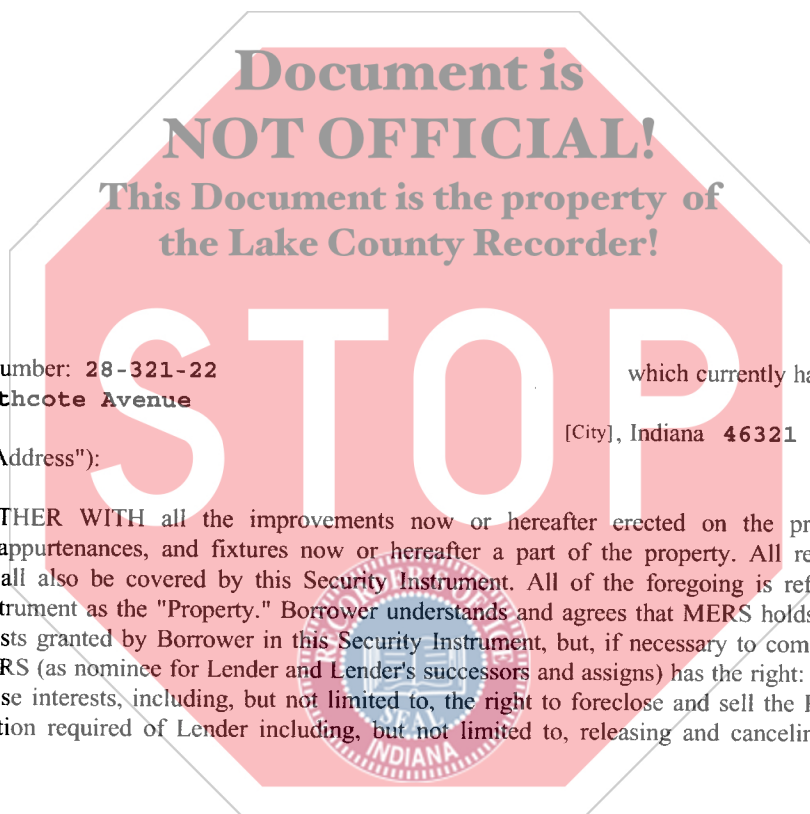 Document is
NOT OFFICIAL!
This Document is the property of
the Lake County Recorder!
STOP
umber: 28-321-22 which currently ha
thcote Avenue
[City], Indiana 46321
Address"):
THER WITH all the improvements now or hereafter erected on the pr
appurtenances, and fixtures now or hereafter a part of the property. All re
all also be covered by this Security Instrument. All of the foregoing is ref
trument as the "Property." Borrower understands and agrees that MERS holds
sts granted by Borrower in this Security Instrument, but, if necessary to com
RS (as nominee for Lender and Lender's successors and assigns) has the right:
se interests, including, but not limited to, the right to foreclose and sell the
tion required of Lender including, but not limited to, releasing and cancelin
RECORDER'S OFFICE
SEAL
INDIANA